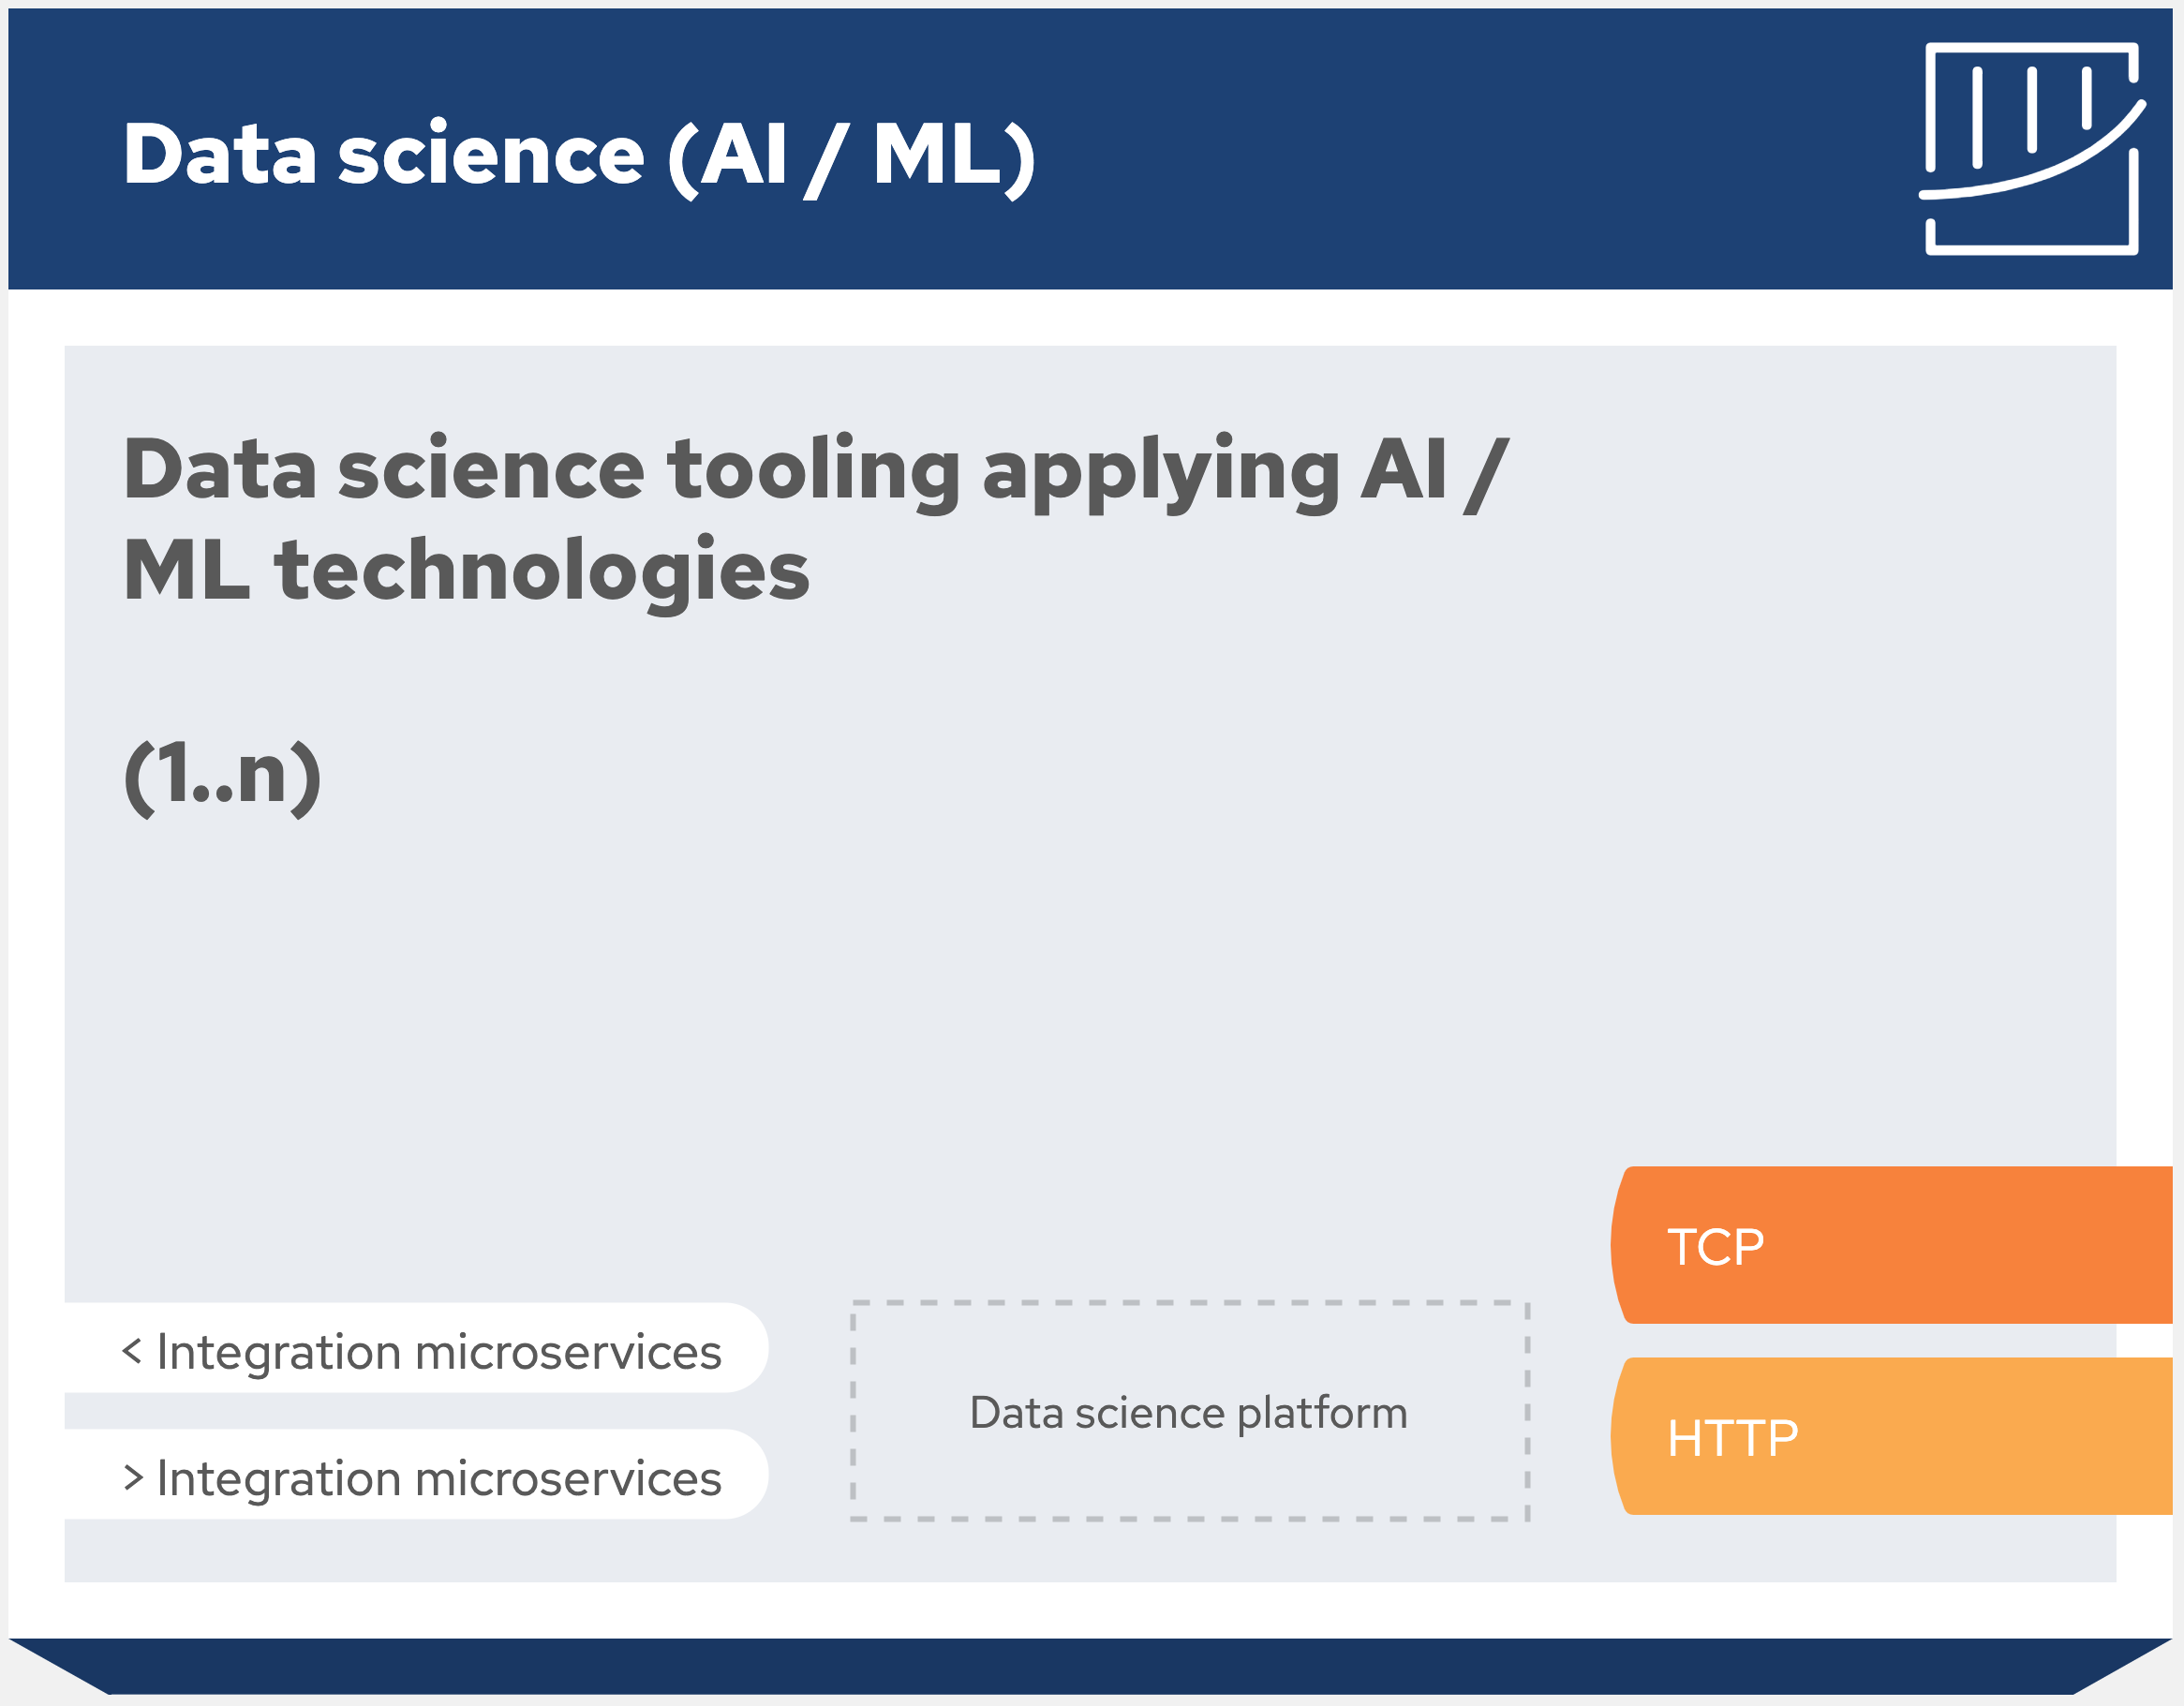 Data science (AI / ML)
Data science tooling applying AI /
ML technologies
(1..n)
TCP
< Integration microservices
Data science platform
HTTP
> Integration microservices